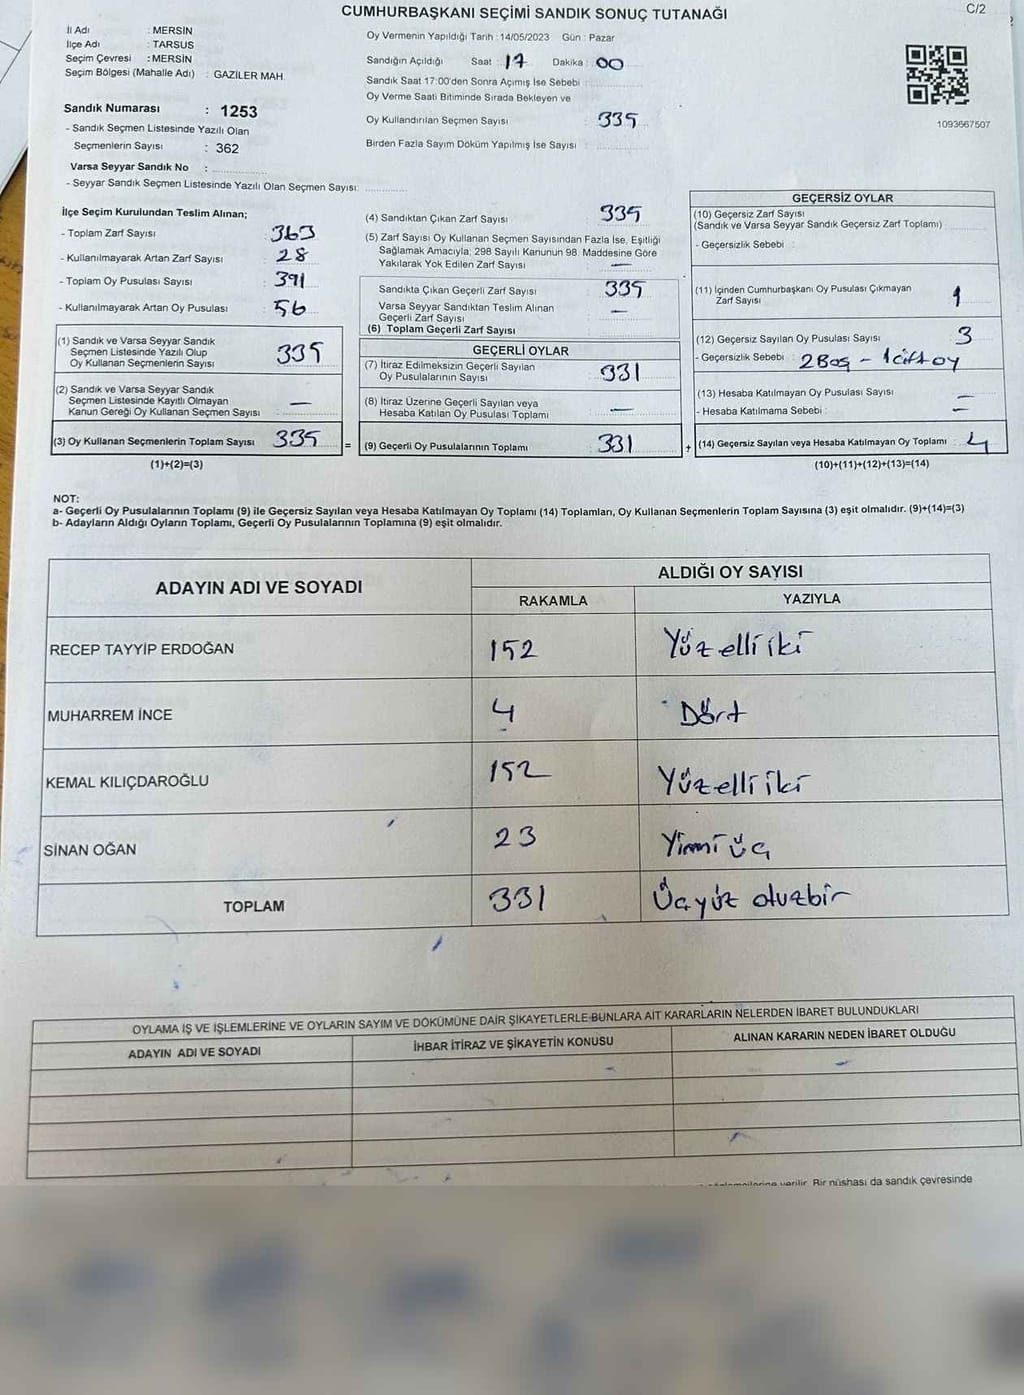 C/2
CUMHURBAŞKANI SEÇİMİ SANDIK SONUÇ TUTANAĞI
İl Adı : MERSİN
İlçe Adı : TARSUS
Seçim Çevresi : MERSİN
Seçim Bölgesi (Mahalle Adı) : GAZİLER MAH.
Sandık Numarası : 1253
- Sandık Seçmen Listesinde Yazılı Olan
Seçmenlerin Sayısı : 362
Varsa Seyyar Sandık No :
- Seyyar Sandık Seçmen Listesinde Yazılı Olan Seçmen Sayısı:
Oy Vermenin Yapıldığı Tarih : 14/05/2023 Gün : Pazar
Sandığın Açıldığı Saat : 17 Dakika : 00
Sandık Saat 17:00'den Sonra Açımış İse Sebebi :
Oy Verme Saati Bitiminde Sırada Bekleyen ve
Oy Kullandırılan Seçmen Sayısı : 335
Birden Fazla Sayım Döküm Yapılmış İse Sayısı :
1093667507
İlçe Seçim Kurulundan Teslim Alınan;
- Toplam Zarf Sayısı : 363
- Kullanılmayarak Artan Zarf Sayısı : 28
- Toplam Oy Pusulası Sayısı : 391
- Kullanılmayarak Artan Oy Pusulası : 56
(1) Sandık ve Varsa Seyyar Sandık
Seçmen Listesinde Yazılı Olup
Oy Kullanan Seçmenlerin Sayısı : 335
(2) Sandık ve Varsa Seyyar Sandık
Seçmen Listesinde Kayıtlı Olmayan
Kanun Gereği Oy Kullanan Seçmen Sayısı : —
(3) Oy Kullanan Seçmenlerin Toplam Sayısı : 335 =
(1)+(2)=(3)
(4) Sandıktan Çıkan Zarf Sayısı : 335
(5) Zarf Sayısı Oy Kullanan Seçmen Sayısından Fazla İse, Eşitliği
Sağlamak Amacıyla; 298 Sayılı Kanunun 98. Maddesine Göre
Yakılarak Yok Edilen Zarf Sayısı : —
Sandıkta Çıkan Geçerli Zarf Sayısı : 335
Varsa Seyyar Sandıktan Teslim Alınan
Geçerli Zarf Sayısı : —
(6) Toplam Geçerli Zarf Sayısı
GEÇERLİ OYLAR
(7) İtiraz Edilmeksizin Geçerli Sayılan
Oy Pusulalarının Sayısı : 331
(8) İtiraz Üzerine Geçerli Sayılan veya
Hesaba Katılan Oy Pusulası Toplamı : —
(9) Geçerli Oy Pusulalarının Toplamı : 331 +
GEÇERSİZ OYLAR
(10) Geçersiz Zarf Sayısı
(Sandık ve Varsa Seyyar Sandık Geçersiz Zarf Toplamı)
- Geçersizlik Sebebi :
(11) İçinden Cumhurbaşkanı Oy Pusulası Çıkmayan
Zarf Sayısı : 1
(12) Geçersiz Sayılan Oy Pusulası Sayısı : 3
- Geçersizlik Sebebi : 2 Boş - 1 Çift oy
(13) Hesaba Katılmayan Oy Pusulası Sayısı : —
- Hesaba Katılmama Sebebi : —
(14) Geçersiz Sayılan veya Hesaba Katılmayan Oy Toplamı : 4
(10)+(11)+(12)+(13)=(14)
NOT:
a- Geçerli Oy Pusulalarının Toplamı (9) ile Geçersiz Sayılan veya Hesaba Katılmayan Oy Toplamı (14) Toplamları, Oy Kullanan Seçmenlerin Toplam Sayısına (3) eşit olmalıdır. (9)+(14)=(3)
b- Adayların Aldığı Oyların Toplamı, Geçerli Oy Pusulalarının Toplamına (9) eşit olmalıdır.
ADAYIN ADI VE SOYADI
ALDIĞI OY SAYISI
RAKAMLA YAZIYLA
RECEP TAYYİP ERDOĞAN 152 Yüz elli iki
MUHARREM İNCE 4 Dört
KEMAL KILIÇDAROĞLU 152 Yüz elli iki
SİNAN OĞAN 23 Yirmi üç
TOPLAM 331 Üçyüz otuzbir
OYLAMA İŞ VE İŞLEMLERİNE VE OYLARIN SAYIM VE DÖKÜMÜNE DAİR ŞİKAYETLERLE BUNLARA AİT KARARLARIN NELERDEN İBARET BULUNDUKLARI
ADAYIN ADI VE SOYADI İHBAR İTİRAZ VE ŞİKAYETİN KONUSU ALINAN KARARIN NEDEN İBARET OLDUĞU
verilir. Bir nüshası da sandık çevresinde